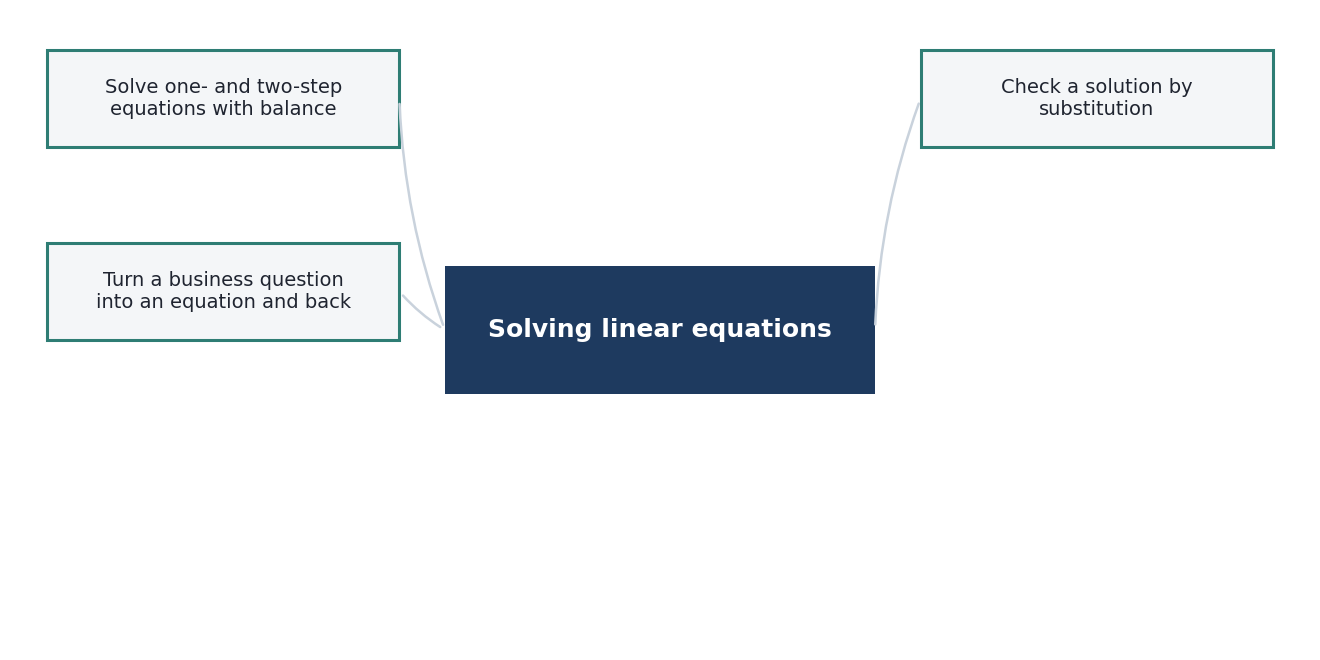 Solve one- and two-step
equations with balance
Check a solution by
substitution
Turn a business question
into an equation and back
Solving linear equations